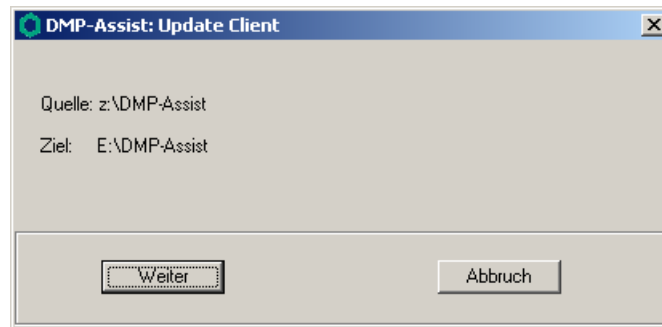 DMP-Assist: Update Client
Quelle: z:\DMP-Assist
Ziel: E:\DMP-Assist
Weiter Abbruch